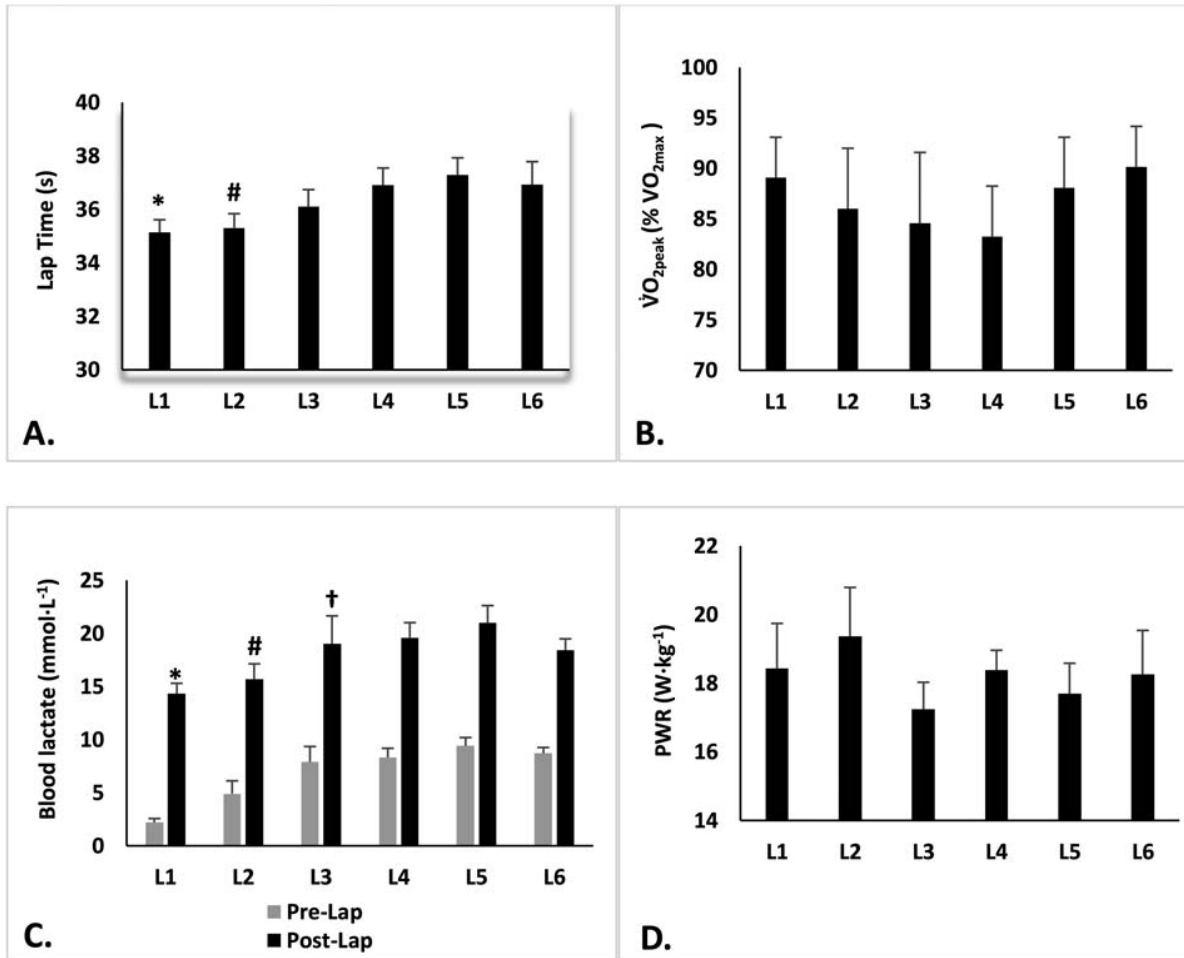 40
38
36
34
32
30
Lap Time (s)
*
#
L1 L2 L3 L4 L5 L6
A.
100
95
90
85
80
75
70
V̇O2peak (% VO2max )
L1 L2 L3 L4 L5 L6
B.
25
20
15
10
5
0
Blood lactate (mmol·L-1)
*
#
†
L1 L2 L3 L4 L5 L6
Pre-Lap
Post-Lap
C.
22
20
18
16
14
PWR (W·kg-1)
L1 L2 L3 L4 L5 L6
D.